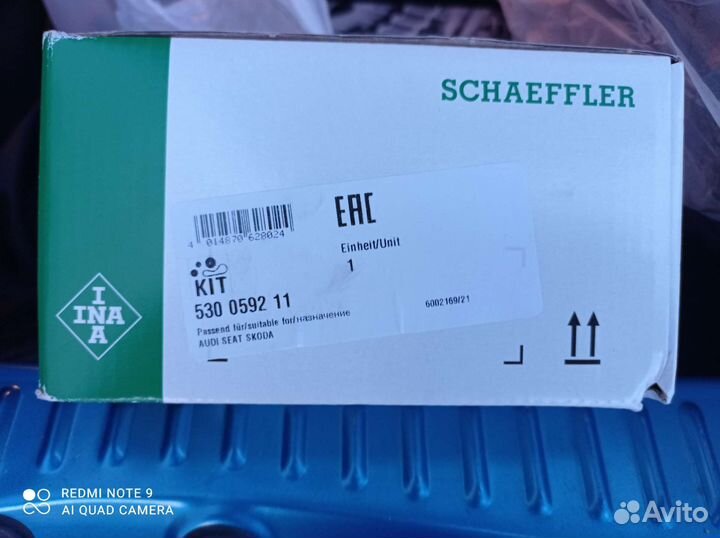 SCHAEFFLER
EAC
4 014870 628024
Einheit/Unit
1
KIT
530 0592 11
6002169/21
Passend für/suitable for/назначение
AUDI SEAT SKODA
INA
INA
REDMI NOTE 9
AI QUAD CAMERA
Avito